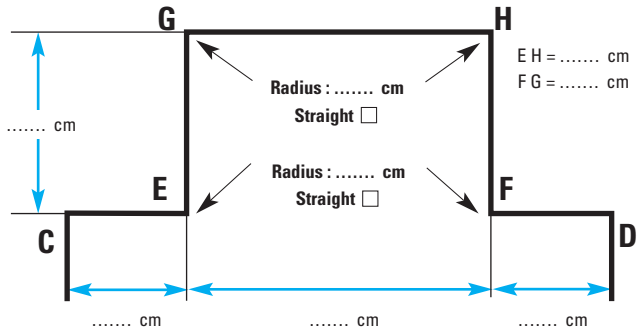 G
H
E H = ....... cm
F G = ....... cm
Radius : ....... cm
Straight
....... cm
Radius : ....... cm
Straight
E
F
C
D
....... cm
....... cm
....... cm